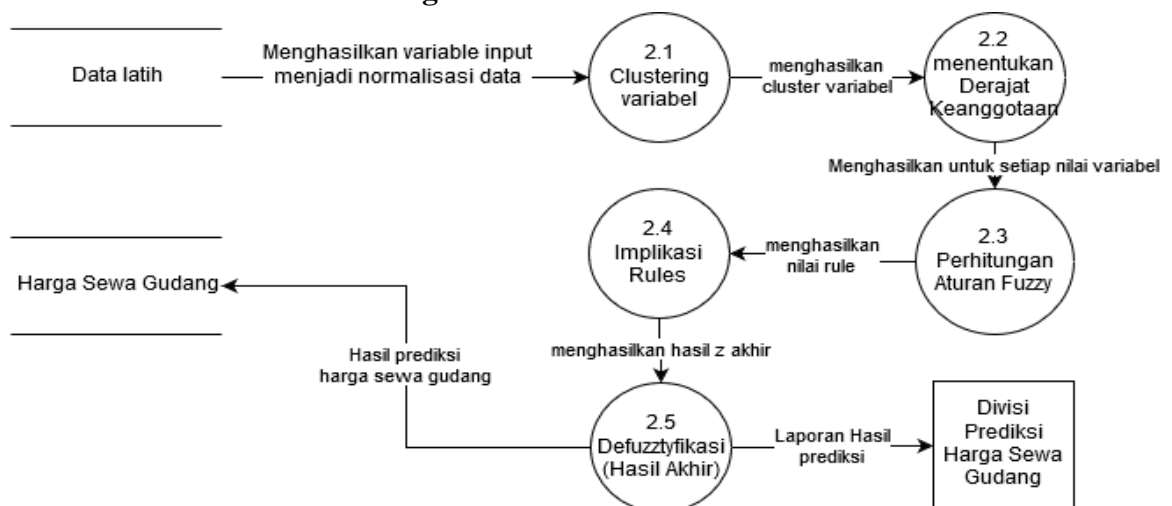 Data latih
Menghasilkan variable input
menjadi normalisasi data
2.1
Clustering
variabel
menghasilkan
cluster variabel
2.2
menentukan
Derajat
Keanggotaan
Menghasilkan untuk setiap nilai variabel
2.3
Perhitungan
Aturan Fuzzy
menghasilkan
nilai rule
2.4
Implikasi
Rules
Harga Sewa Gudang
menghasilkan hasil z akhir
Hasil prediksi
harga sewa gudang
2.5
Defuzztyfikasi
(Hasil Akhir)
Laporan Hasil
prediksi
Divisi
Prediksi
Harga Sewa
Gudang